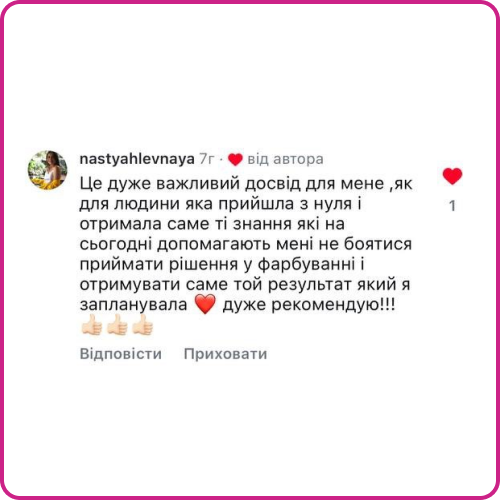 nastyahlevnaya 7г · ❤ від автора
Це дуже важливий досвід для мене ,як
для людини яка прийшла з нуля і
отримала саме ті знання які на
сьогодні допомагають мені не боятися
приймати рішення у фарбуванні і
отримувати саме той результат який я
запланувала ❤️ дуже рекомендую!!!
👍🏻👍🏻👍🏻
1
Відповісти Приховати